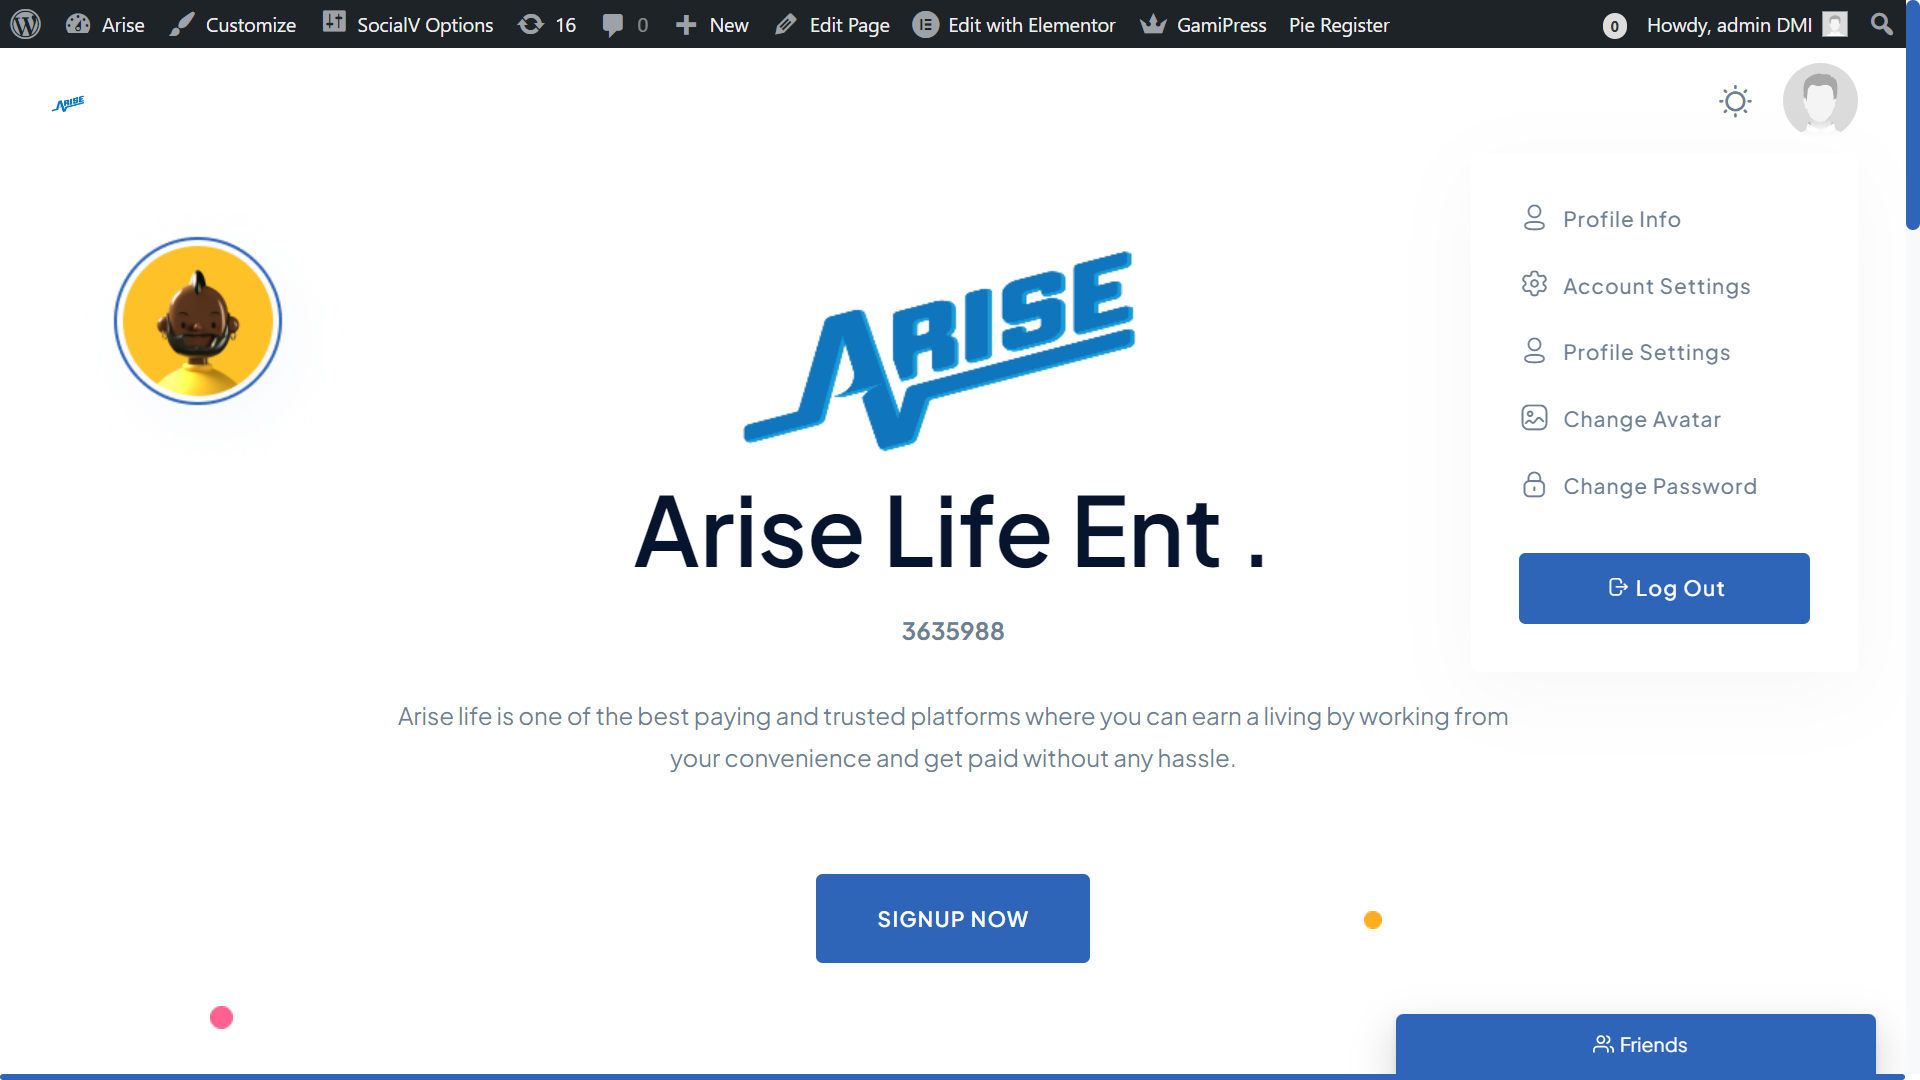 Arise
Customize
SocialV Options
16
0
New
Edit Page
Edit with Elementor
GamiPress
Pie Register
0
Howdy, admin DMI
ARISE
Profile Info
Account Settings
Profile Settings
Change Avatar
Change Password
Log Out
ARISE
Arise Life Ent .
3635988
Arise life is one of the best paying and trusted platforms where you can earn a living by working from
your convenience and get paid without any hassle.
SIGNUP NOW
Friends